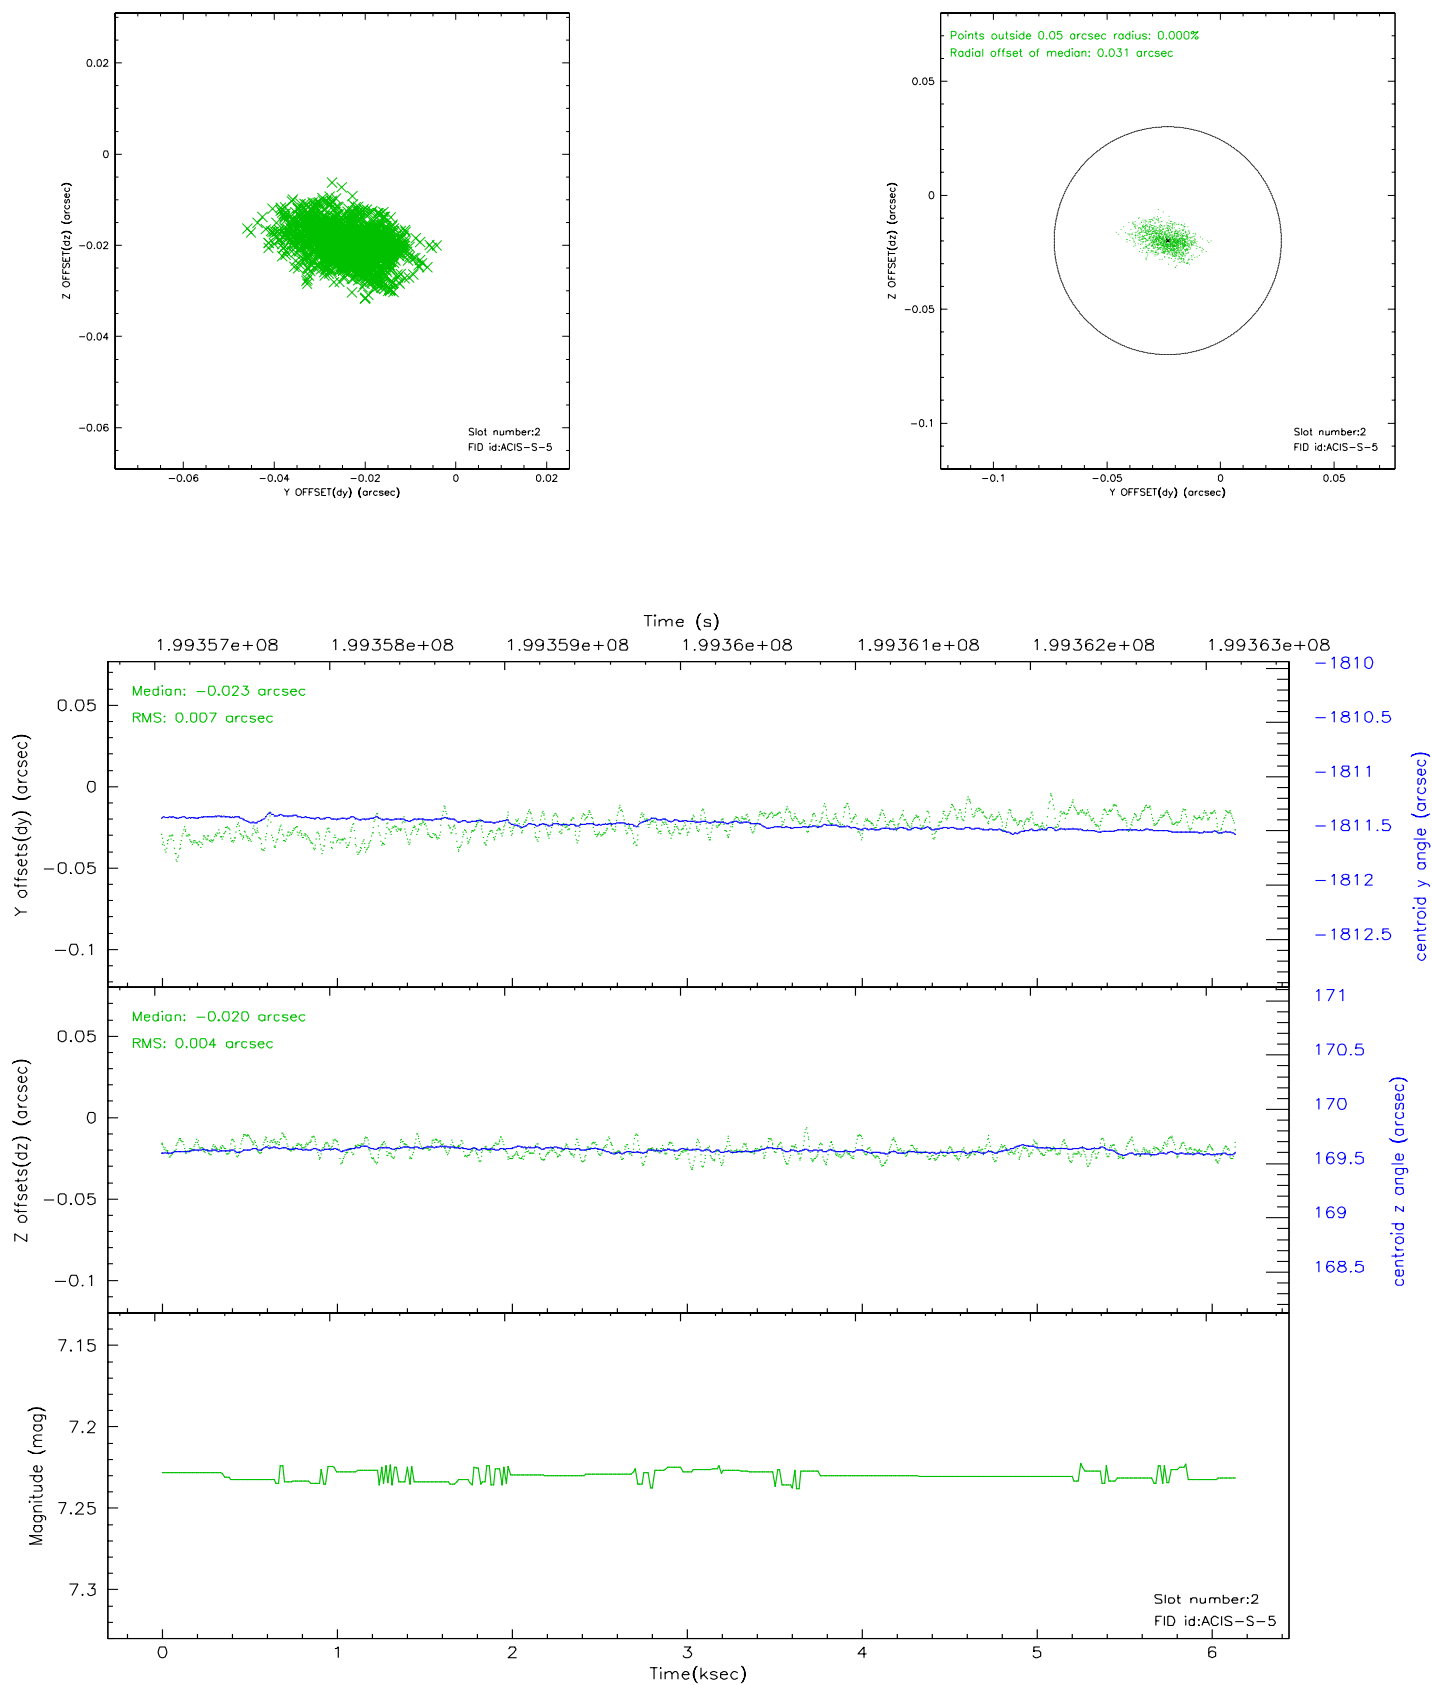 0.02
0
-0.02
-0.04
-0.06
Z OFFSET(dz) (arcsec)
Slot number:2
FID id:ACIS-S-5
-0.06 -0.04 -0.02 0 0.02
Y OFFSET(dy) (arcsec)
Points outside 0.05 arcsec radius: 0.000%
Radial offset of median: 0.031 arcsec
0.05
0
-0.05
-0.1
Z OFFSET(dz) (arcsec)
Slot number:2
FID id:ACIS-S-5
-0.1 -0.05 0 0.05
Y OFFSET(dy) (arcsec)
Time (s)
1.99357e+08 1.99358e+08 1.99359e+08 1.9936e+08 1.99361e+08 1.99362e+08 1.99363e+08
Median: -0.023 arcsec
RMS: 0.007 arcsec
0.05
0
-0.05
-0.1
Y offsets(dy) (arcsec)
-1810
-1810.5
-1811
-1811.5
-1812
-1812.5
centroid y angle (arcsec)
Median: -0.020 arcsec
RMS: 0.004 arcsec
0.05
0
-0.05
-0.1
Z offsets(dz) (arcsec)
171
170.5
170
169.5
169
168.5
centroid z angle (arcsec)
7.15
7.2
7.25
7.3
Magnitude (mag)
Slot number:2
FID id:ACIS-S-5
0 1 2 3 4 5 6
Time(ksec)